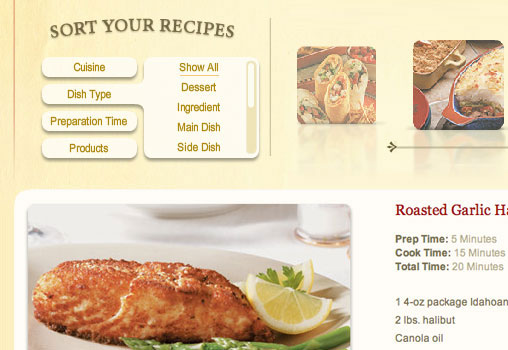 SORT YOUR RECIPES
Cuisine
Dish Type
Preparation Time
Products
Show All
Dessert
Ingredient
Main Dish
Side Dish
Roasted Garlic Ha
Prep Time: 5 Minutes
Cook Time: 15 Minutes
Total Time: 20 Minutes
1 4-oz package Idahoan
2 lbs. halibut
Canola oil